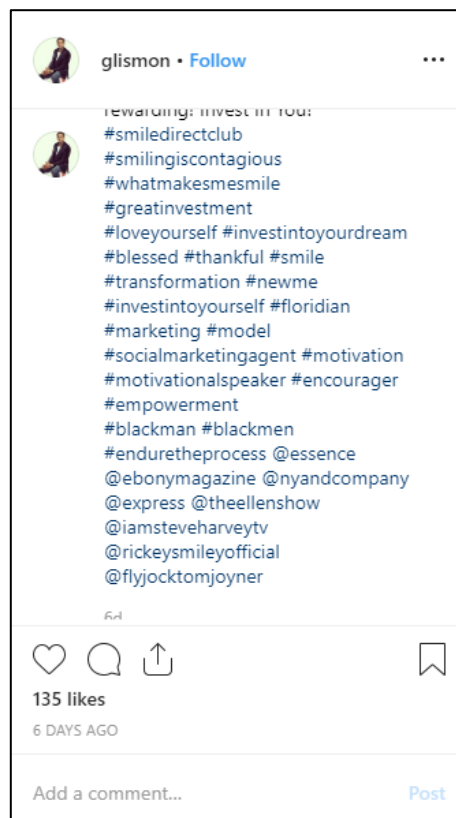 glismon • Follow
rewarding! Invest in You!
#smiledirectclub
#smilingiscontagious
#whatmakesmesmile
#greatinvestment
#loveyourself #investintoyourdream
#blessed #thankful #smile
#transformation #newme
#investintoyourself #floridian
#marketing #model
#socialmarketingagent #motivation
#motivationalspeaker #encourager
#empowerment
#blackman #blackmen
#enduretheprocess @essence
@ebonymagazine @nyandcompany
@express @theellenshow
@iamsteveharveytv
@rickeysmileyofficial
@flyjocktomjoyner
6d
135 likes
6 DAYS AGO
Add a comment... Post